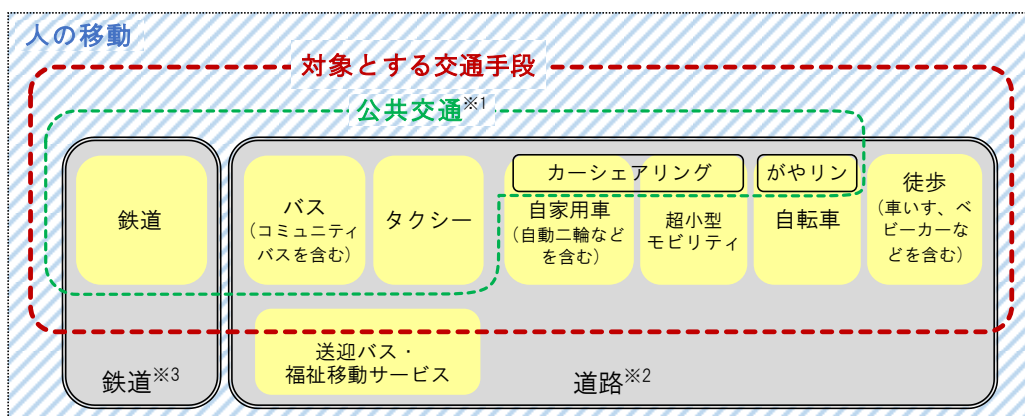 人の移動
対象とする交通手段
公共交通※1
鉄道
バス
(コミュニティ
バスを含む)
タクシー
カーシェアリング
自家用車
(自動二輪など
を含む)
超小型
モビリティ
がやリン
自転車
徒歩
(車いす、ベ
ビーカーな
どを含む)
送迎バス・
福祉移動サービス
鉄道※3
道路※2